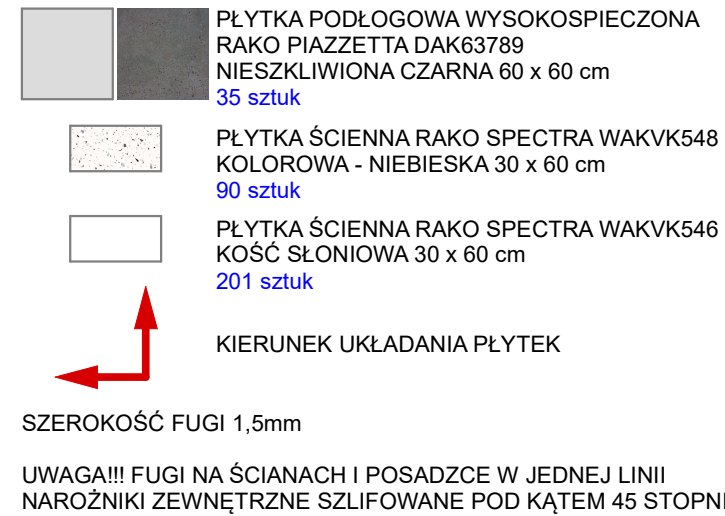 PŁYTKA PODŁOGOWA WYSOKOSPIECZONA
RAKO PIAZZETTA DAK63789
NIESZKLIWIONA CZARNA 60 x 60 cm
35 sztuk
PŁYTKA ŚCIENNA RAKO SPECTRA WAKVK548
KOLOROWA - NIEBIESKA 30 x 60 cm
90 sztuk
PŁYTKA ŚCIENNA RAKO SPECTRA WAKVK546
KOŚĆ SŁONIOWA 30 x 60 cm
201 sztuk
KIERUNEK UKŁADANIA PŁYTEK
SZEROKOŚĆ FUGI 1,5mm
UWAGA!!! FUGI NA ŚCIANACH I POSADZCE W JEDNEJ LINII
NAROŻNIKI ZEWNĘTRZNE SZLIFOWANE POD KĄTEM 45 STOPNI